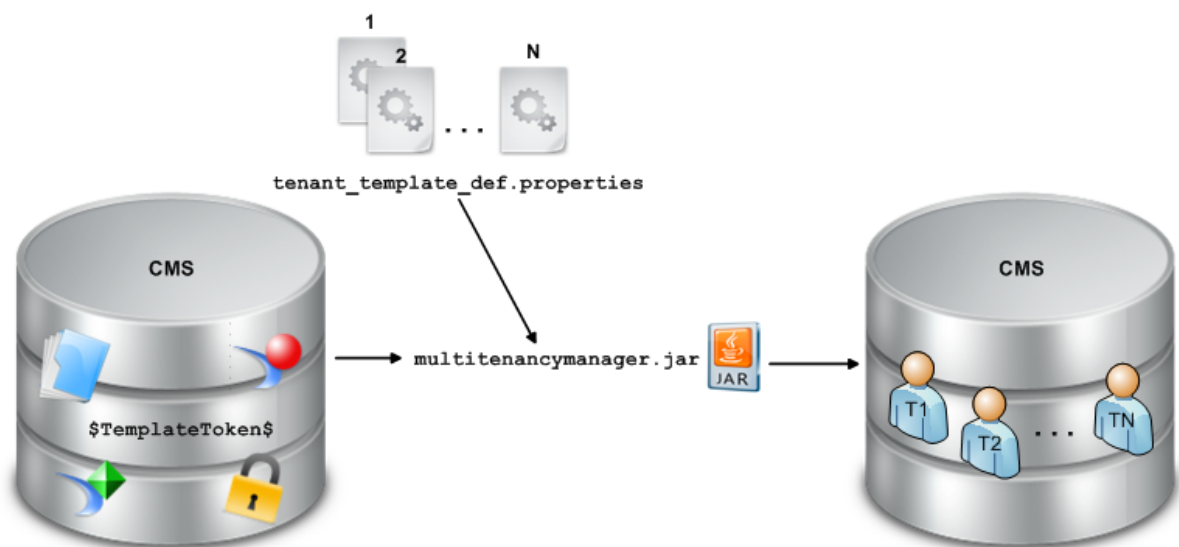 1
2
N
. . .
tenant_template_def.properties
CMS
CMS
multitenancymanager.jar
JAR
$TemplateToken$
T1
T2
. . .
TN